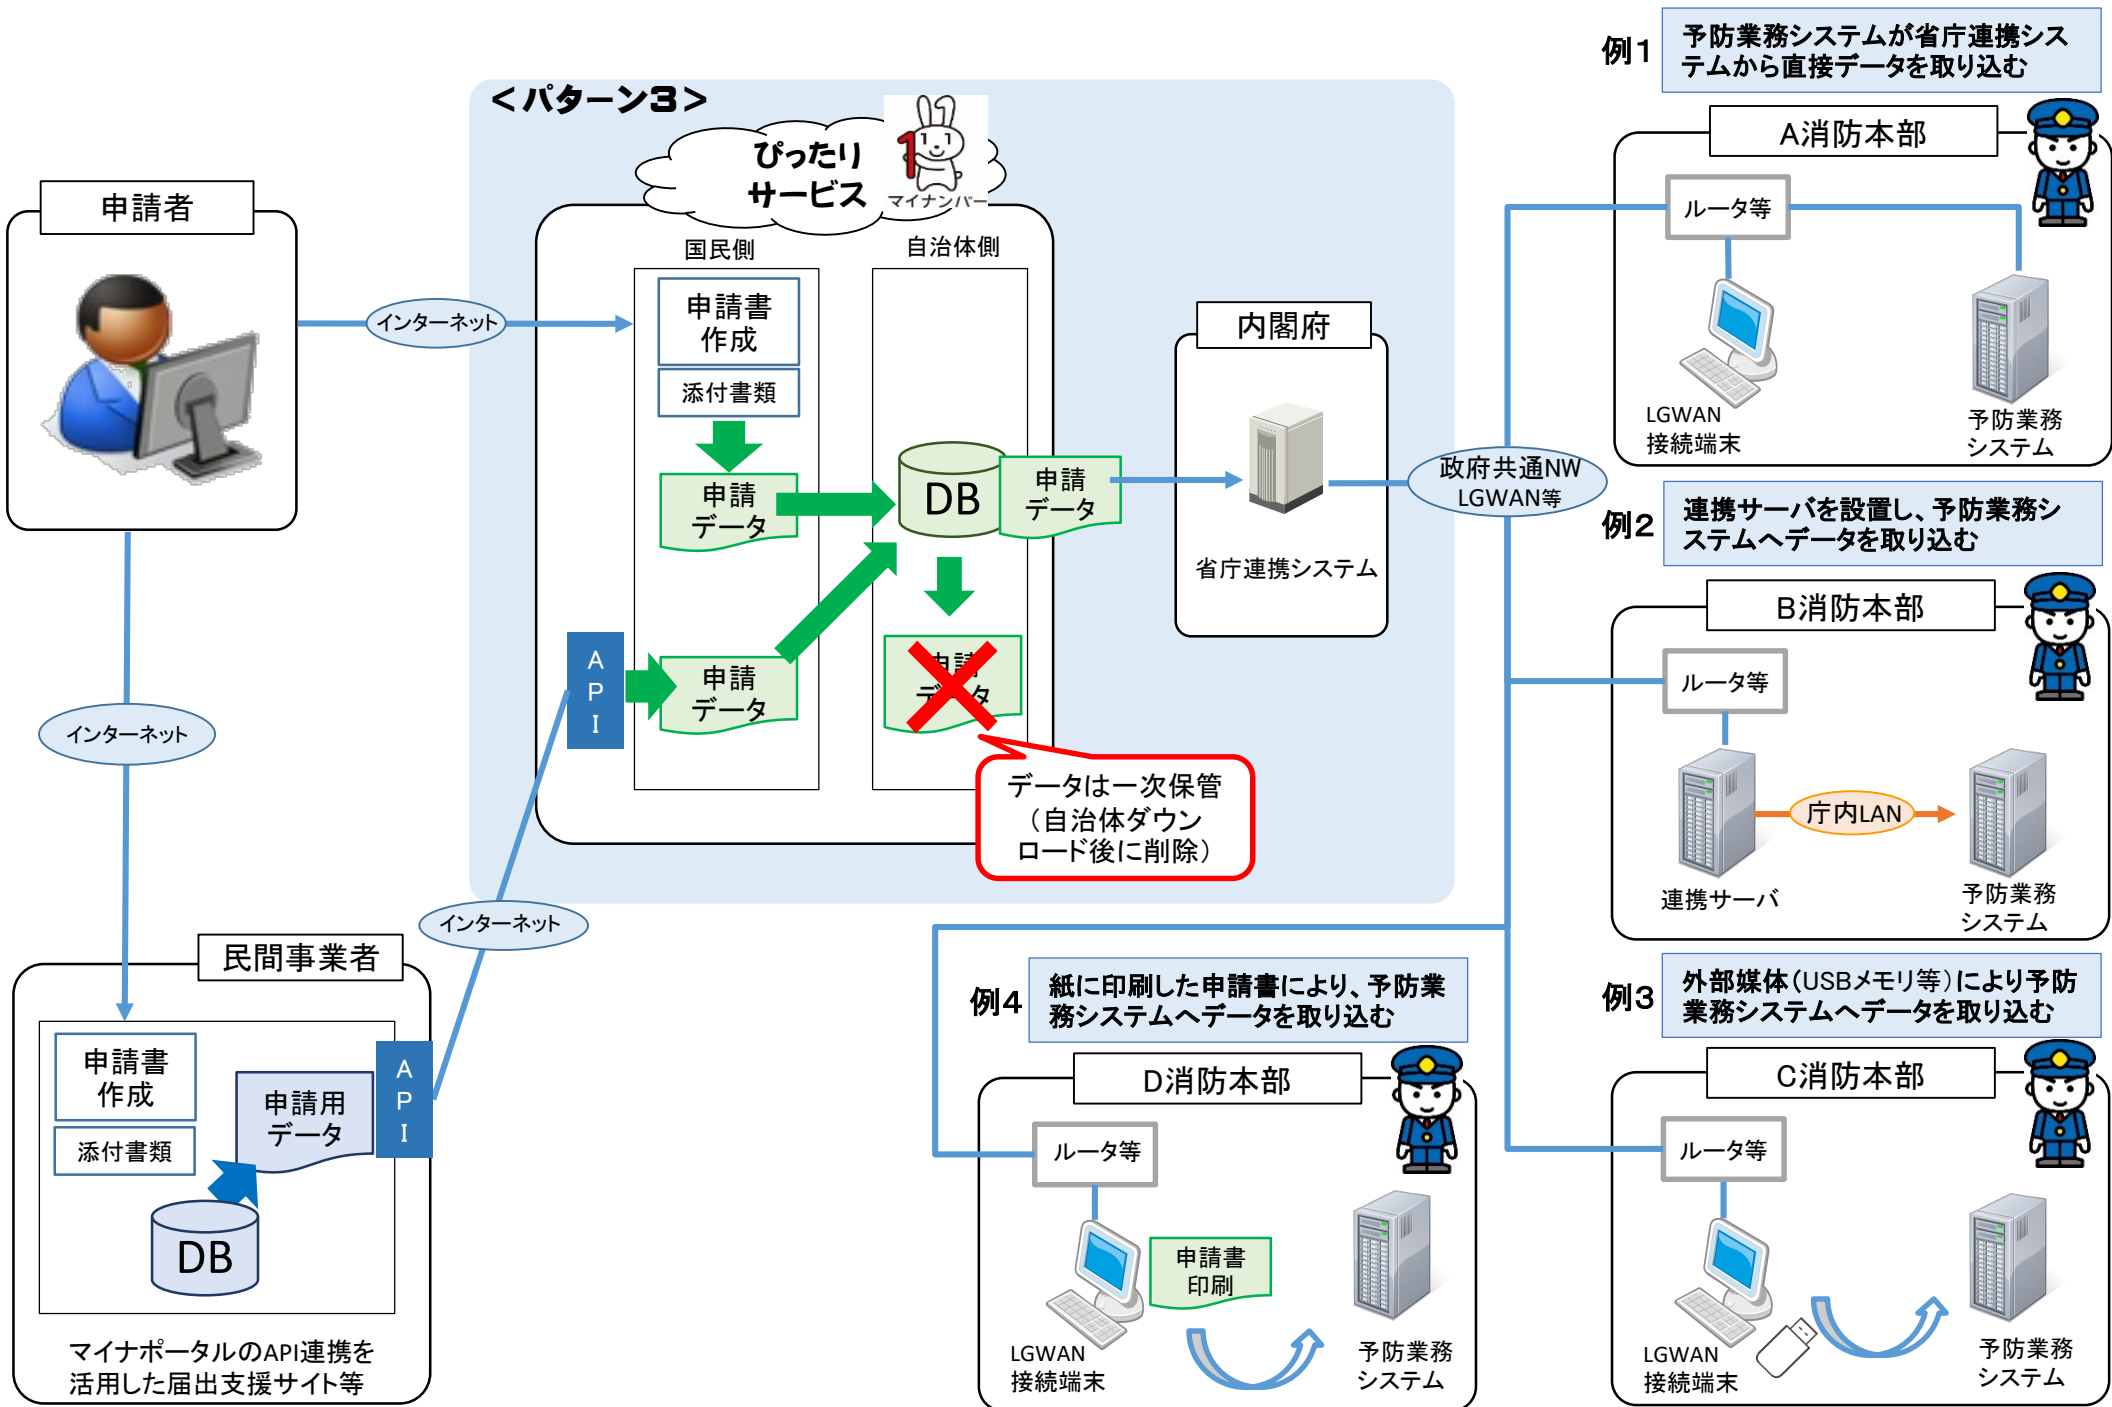 <パターン3>
ぴったり
サービス
マイナンバー
申請者
インターネット
インターネット
インターネット
国民側
申請書
作成
添付書類
申請
データ
A
P
I
申請
データ
自治体側
DB
申請
データ
申請
データ
データは一次保管
（自治体ダウン
ロード後に削除）
内閣府
省庁連携システム
政府共通NW
LGWAN等
民間事業者
申請書
作成
添付書類
申請用
データ
DB
A
P
I
マイナポータルのAPI連携を
活用した届出支援サイト等
例1
予防業務システムが省庁連携シス
テムから直接データを取り込む
A消防本部
ルータ等
LGWAN
接続端末
予防業務
システム
例2
連携サーバを設置し、予防業務シ
ステムへデータを取り込む
B消防本部
ルータ等
庁内LAN
連携サーバ
予防業務
システム
例3
外部媒体（USBメモリ等）により予防
業務システムへデータを取り込む
C消防本部
ルータ等
LGWAN
接続端末
予防業務
システム
例4
紙に印刷した申請書により、予防業
務システムへデータを取り込む
D消防本部
ルータ等
申請書
印刷
LGWAN
接続端末
予防業務
システム